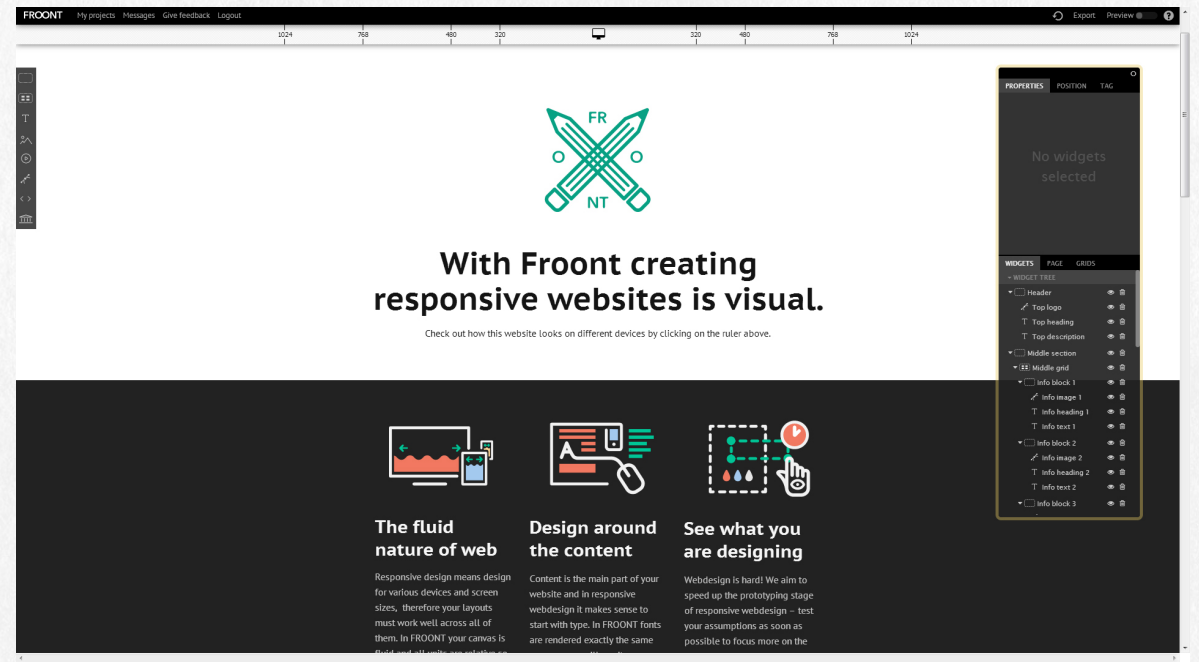 FROONT My projects Messages Give feedback Logout Export Preview ?
1024 768 480 320 320 480 768 1024
FR
O O
NT
With Froont creating
responsive websites is visual.
Check out how this website looks on different devices by clicking on the ruler above.
The fluid
nature of web
Responsive design means design
for various devices and screen
sizes, therefore your layouts
must work well across all of
them. In FROONT your canvas is
fluid and all units are relative so
Design around
the content
Content is the main part of your
website and in responsive
webdesign it makes sense to
start with type. In FROONT fonts
are rendered exactly the same
See what you
are designing
Webdesign is hard! We aim to
speed up the prototyping stage
of responsive webdesign – test
your assumptions as soon as
possible to focus more on the
PROPERTIES POSITION TAG
No widgets
selected
WIDGETS PAGE GRIDS
WIDGET TREE
Header
Top logo
T Top heading
T Top description
Middle section
Middle grid
Info block 1
Info image 1
T Info heading 1
T Info text 1
Info block 2
Info image 2
T Info heading 2
T Info text 2
Info block 3